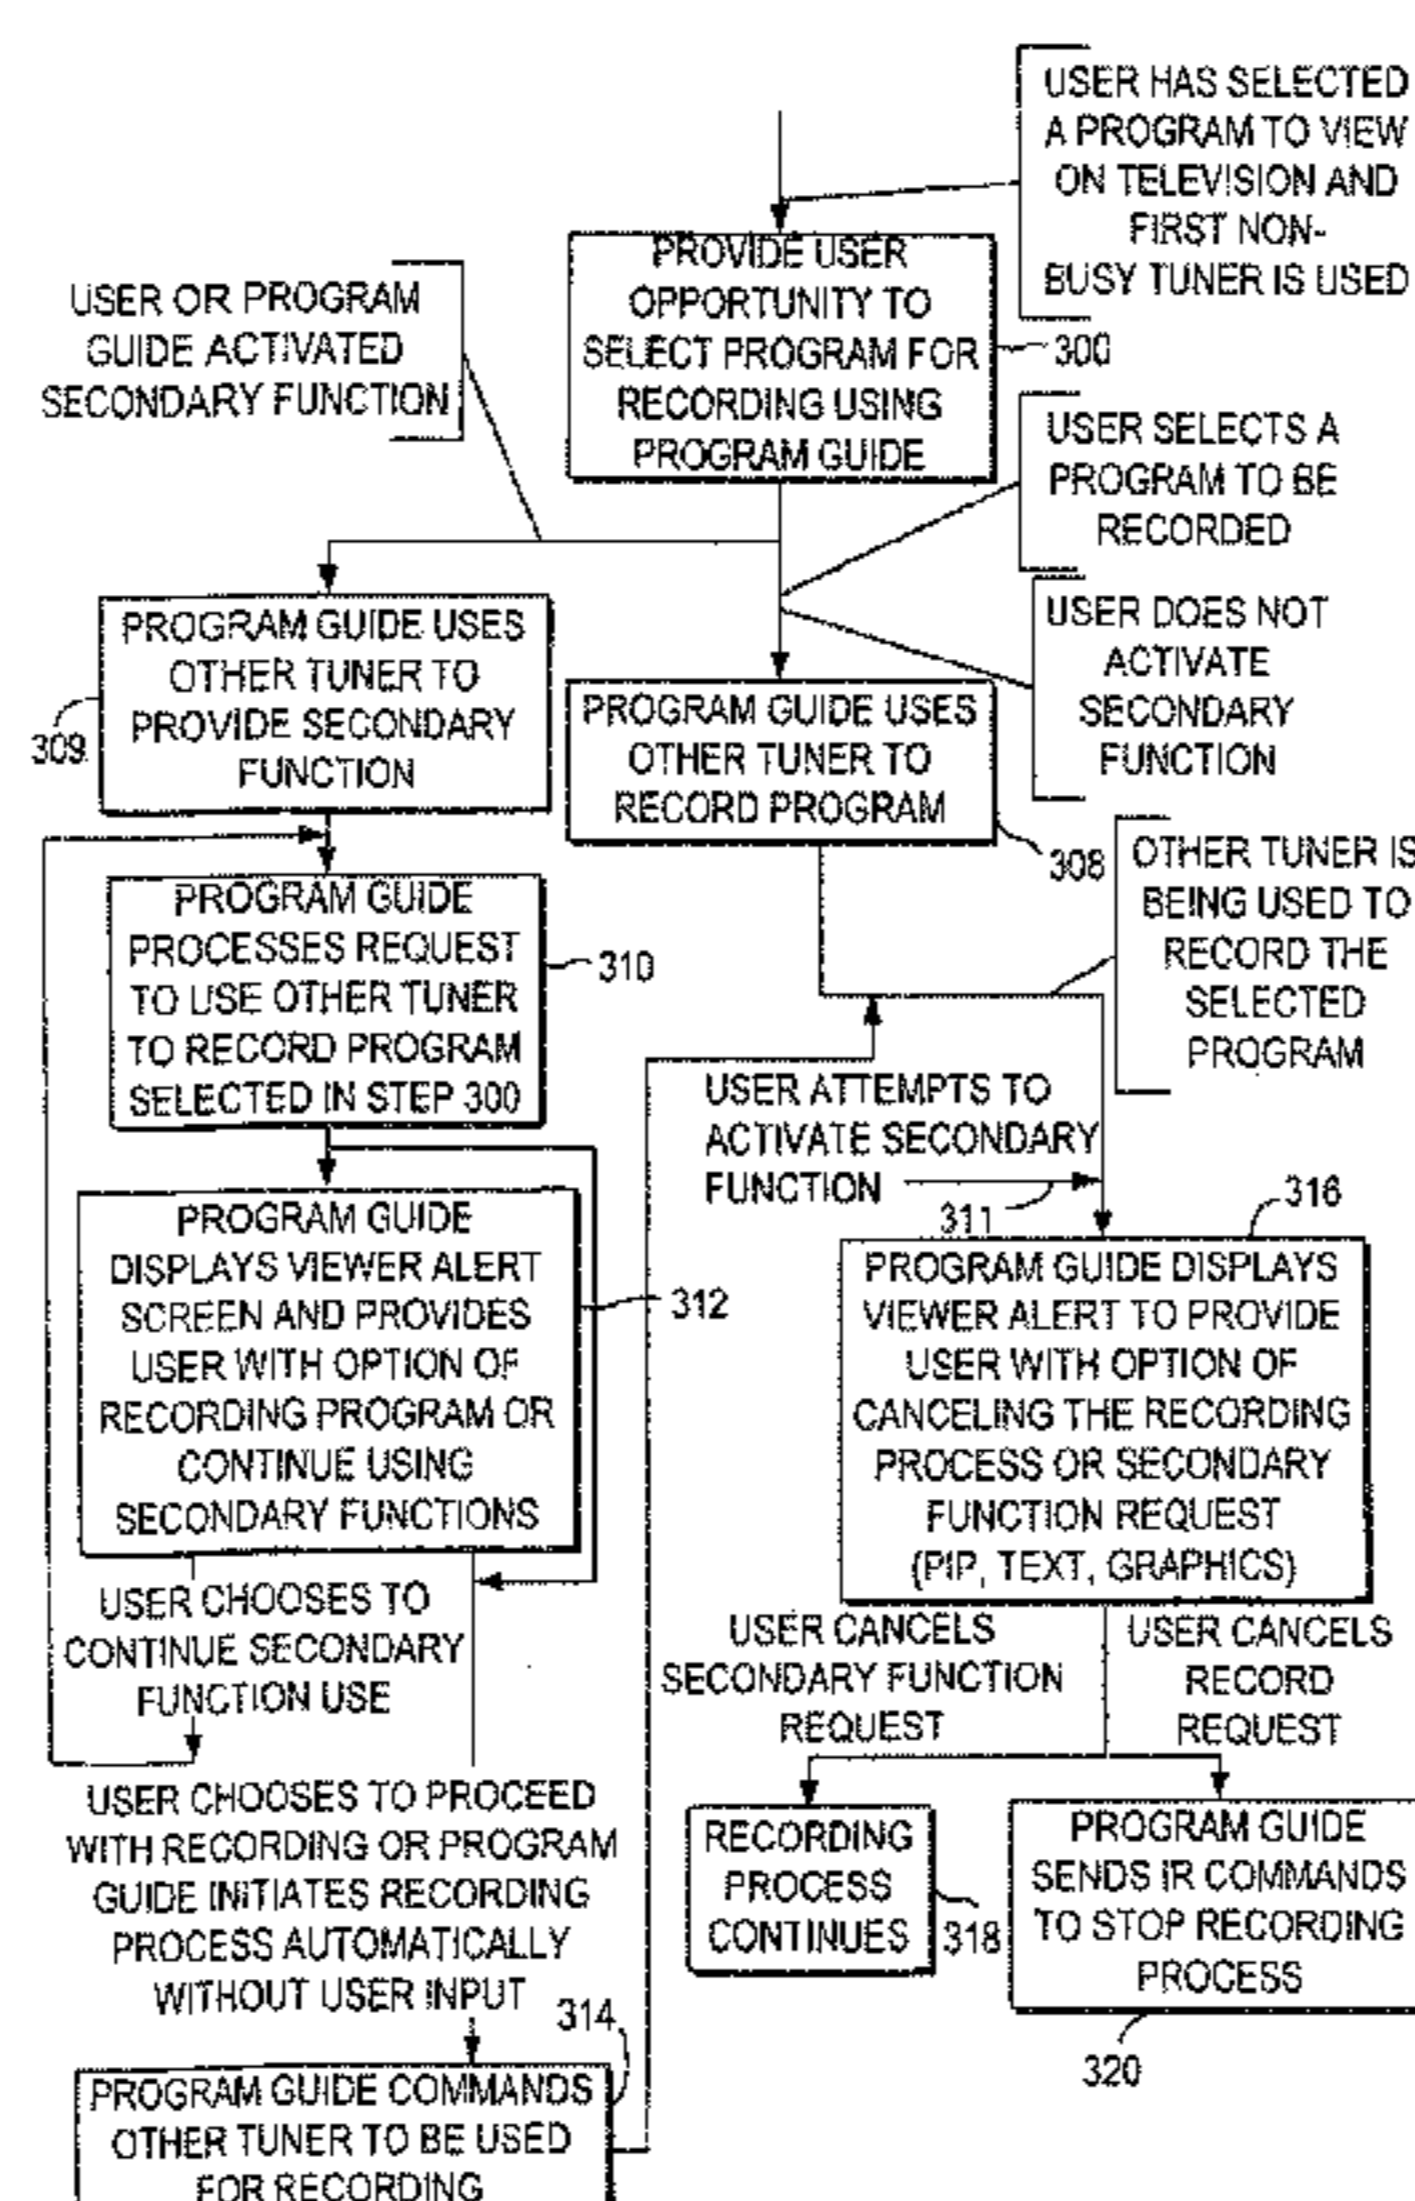 USER HAS SELECTED
A PROGRAM TO VIEW
ON TELEVISION AND
FIRST NON-
BUSY TUNER IS USED
PROVIDE USER
OPPORTUNITY TO
SELECT PROGRAM FOR
RECORDING USING
PROGRAM GUIDE
300
USER OR PROGRAM
GUIDE ACTIVATED
SECONDARY FUNCTION
USER SELECTS A
PROGRAM TO BE
RECORDED
USER DOES NOT
ACTIVATE
SECONDARY
FUNCTION
PROGRAM GUIDE USES
OTHER TUNER TO
PROVIDE SECONDARY
FUNCTION
309
PROGRAM GUIDE USES
OTHER TUNER TO
RECORD PROGRAM
308
OTHER TUNER IS
BEING USED TO
RECORD THE
SELECTED
PROGRAM
PROGRAM GUIDE
PROCESSES REQUEST
TO USE OTHER TUNER
TO RECORD PROGRAM
SELECTED IN STEP 300
310
USER ATTEMPTS TO
ACTIVATE SECONDARY
FUNCTION
311
316
PROGRAM GUIDE
DISPLAYS VIEWER ALERT
SCREEN AND PROVIDES
USER WITH OPTION OF
RECORDING PROGRAM OR
CONTINUE USING
SECONDARY FUNCTIONS
312
PROGRAM GUIDE DISPLAYS
VIEWER ALERT TO PROVIDE
USER WITH OPTION OF
CANCELING THE RECORDING
PROCESS OR SECONDARY
FUNCTION REQUEST
(PIP, TEXT, GRAPHICS)
USER CHOOSES TO
CONTINUE SECONDARY
FUNCTION USE
USER CANCELS
SECONDARY FUNCTION
REQUEST
USER CANCELS
RECORD
REQUEST
USER CHOOSES TO PROCEED
WITH RECORDING OR PROGRAM
GUIDE INITIATES RECORDING
PROCESS AUTOMATICALLY
WITHOUT USER INPUT
RECORDING
PROCESS
CONTINUES
318
PROGRAM GUIDE
SENDS IR COMMANDS
TO STOP RECORDING
PROCESS
320
314
PROGRAM GUIDE COMMANDS
OTHER TUNER TO BE USED
FOR RECORDING